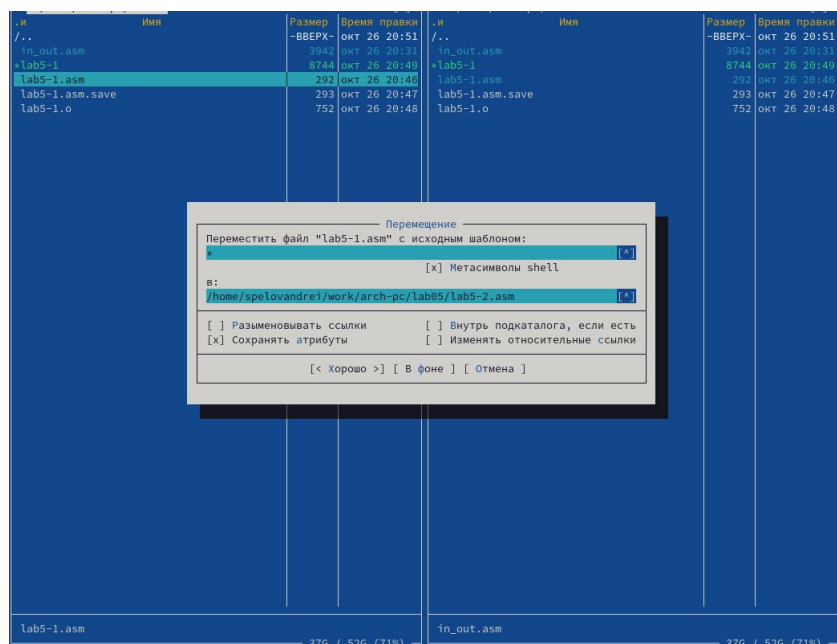 .и Имя Размер Время правки
/.. -ВВЕРХ- окт 26 20:51
in_out.asm 3942 окт 26 20:31
*lab5-1 8744 окт 26 20:49
lab5-1.asm 292 окт 26 20:46
lab5-1.asm.save 293 окт 26 20:47
lab5-1.o 752 окт 26 20:48
.и Имя Размер Время правки
/.. -ВВЕРХ- окт 26 20:51
in_out.asm 3942 окт 26 20:31
*lab5-1 8744 окт 26 20:49
lab5-1.asm 292 окт 26 20:46
lab5-1.asm.save 293 окт 26 20:47
lab5-1.o 752 окт 26 20:48
Перемещение
Переместить файл "lab5-1.asm" с исходным шаблоном:
* [^]
[x] Метасимволы shell
в:
/home/spelovandrei/work/arch-pc/lab05/lab5-2.asm [^]
[ ] Разыменовывать ссылки [ ] Внутрь подкаталога, если есть
[x] Сохранять атрибуты [ ] Изменять относительные ссылки
[< Хорошо >] [ В фоне ] [ Отмена ]
lab5-1.asm
37G / 52G (71%)
in_out.asm
37G / 52G (71%)